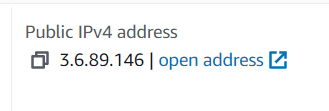 Public IPv4 address
3.6.89.146 | open address